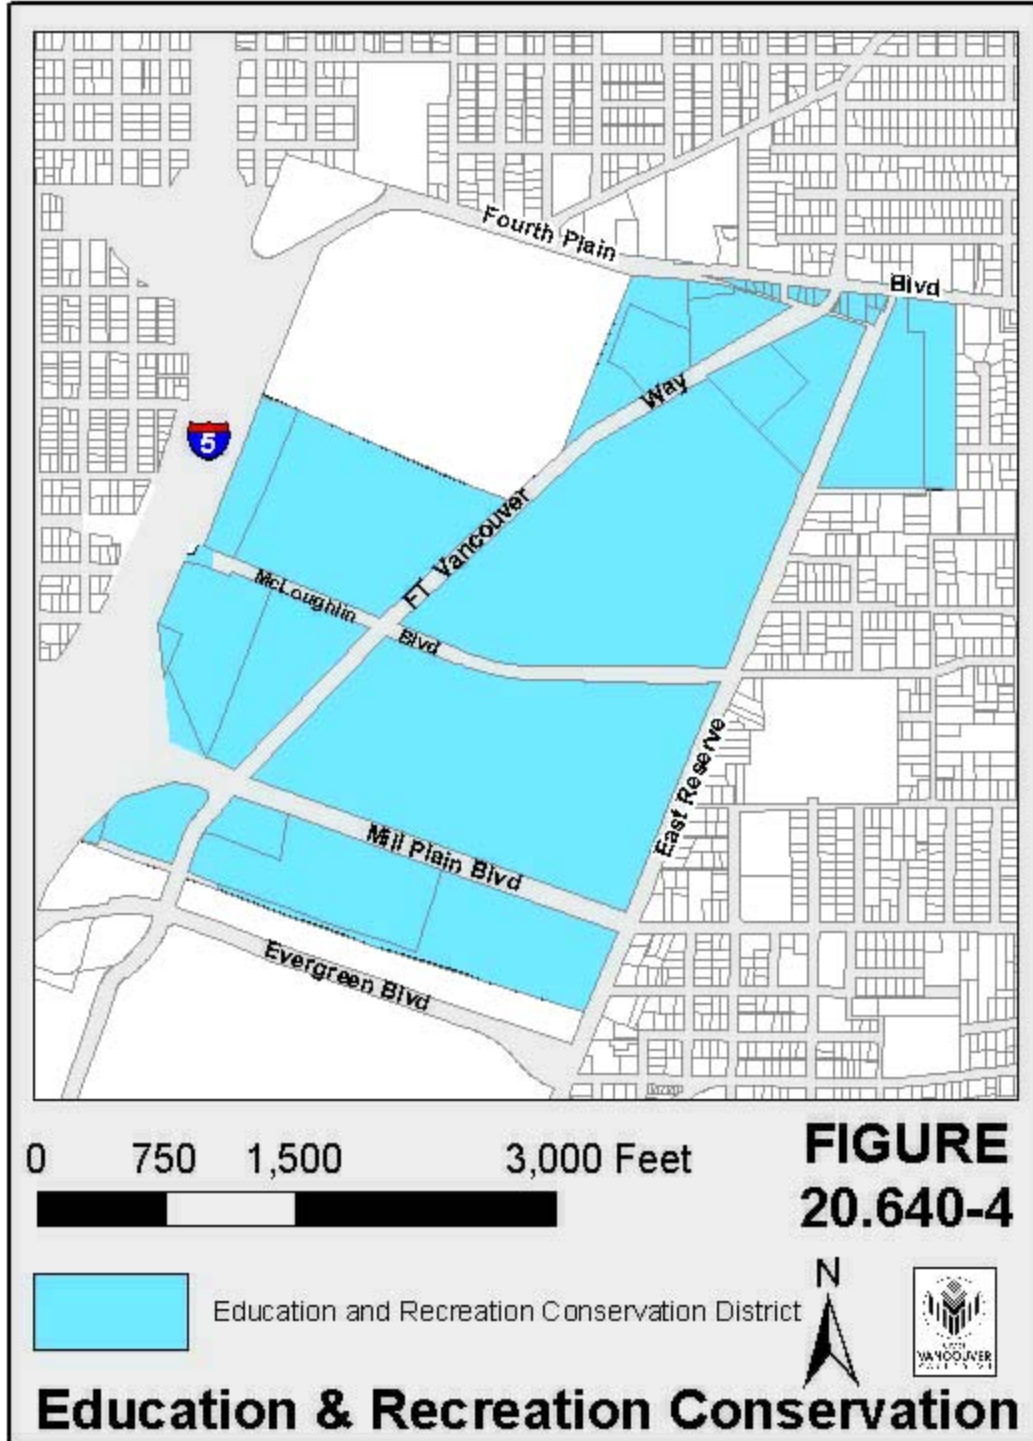 Fourth Plain
Blvd
Way
5
FT Vancouver
McLoughlin
Blvd
East Reserve
Mill Plain Blvd
Evergreen Blvd
0 750 1,500 3,000 Feet
FIGURE
20.640-4
N
Education and Recreation Conservation District
VANCOUVER
Education & Recreation Conservation